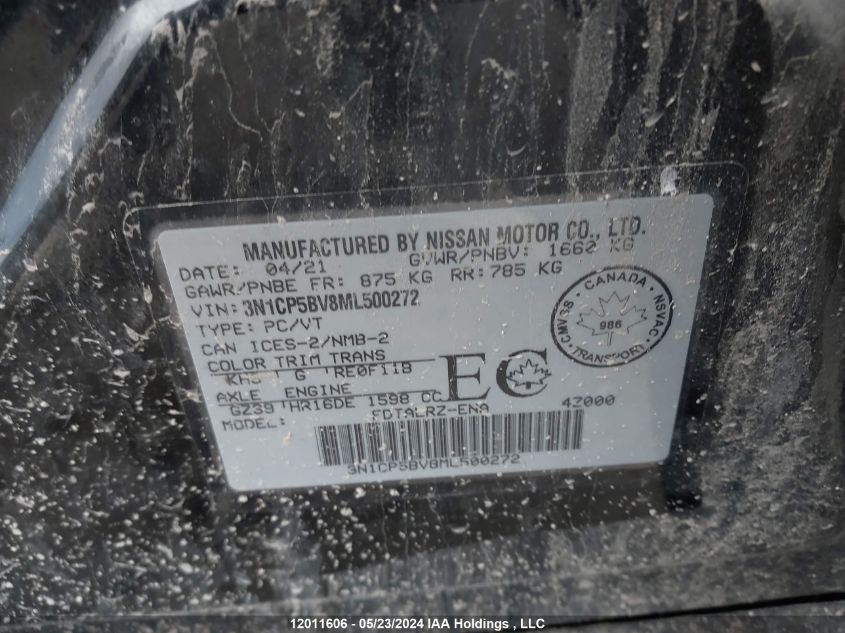 MANUFACTURED BY NISSAN MOTOR CO., LTD.
DATE: 04/21 GVWR/PNBV: 1662 KG
GAWR/PNBE FR: 875 KG RR: 785 KG
VIN: 3N1CP5BV8ML500272
TYPE: PC/VT
CAN ICES-2/NMB-2
COLOR TRIM TRANS
G RE0F11B
AXLE ENGINE
GZ39 HR16DE 1598 CC
MODEL: FDTALRZ-ENA 4Z000
EC
3N1CP5BV8ML500272
CANADA
CMVSS NSVAC
986
TRANSPORT
12011606 - 05/23/2024 IAA Holdings , LLC